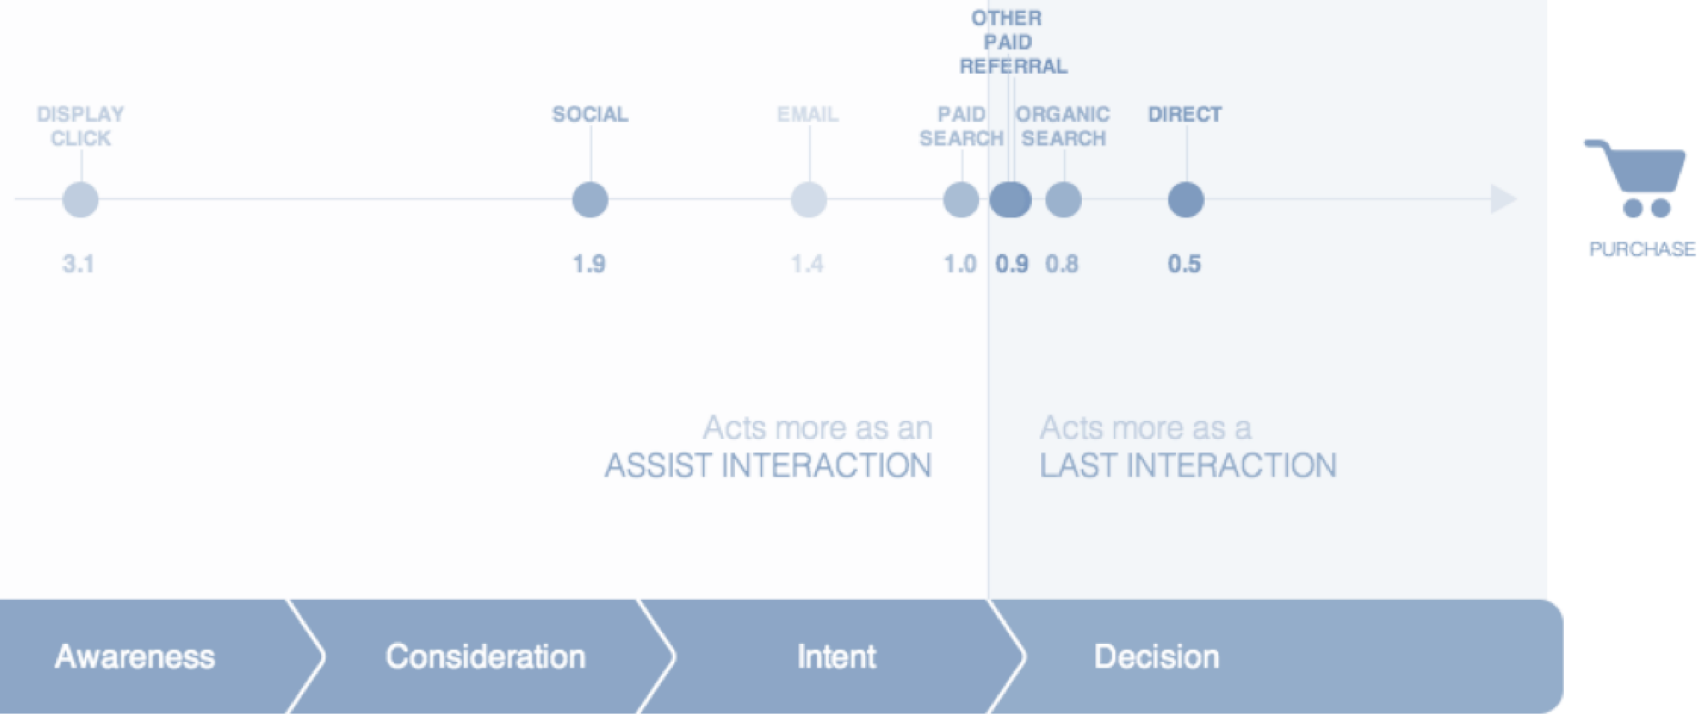 OTHER
PAID
REFERRAL
DISPLAY
CLICK
SOCIAL
EMAIL
PAID
SEARCH
ORGANIC
SEARCH
DIRECT
3.1
1.9
1.4
1.0
0.9
0.8
0.5
PURCHASE
Acts more as an
ASSIST INTERACTION
Acts more as a
LAST INTERACTION
Awareness
Consideration
Intent
Decision